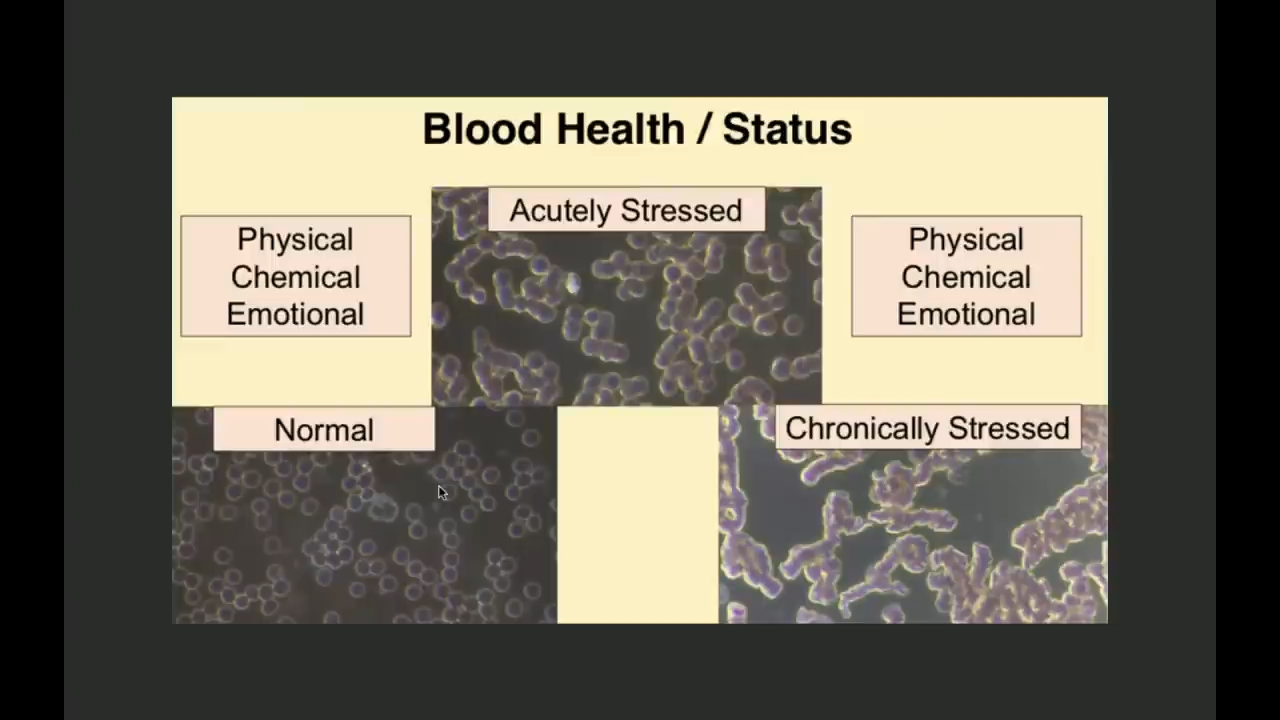 Blood Health / Status
Acutely Stressed
Physical
Chemical
Emotional
Physical
Chemical
Emotional
Normal
Chronically Stressed